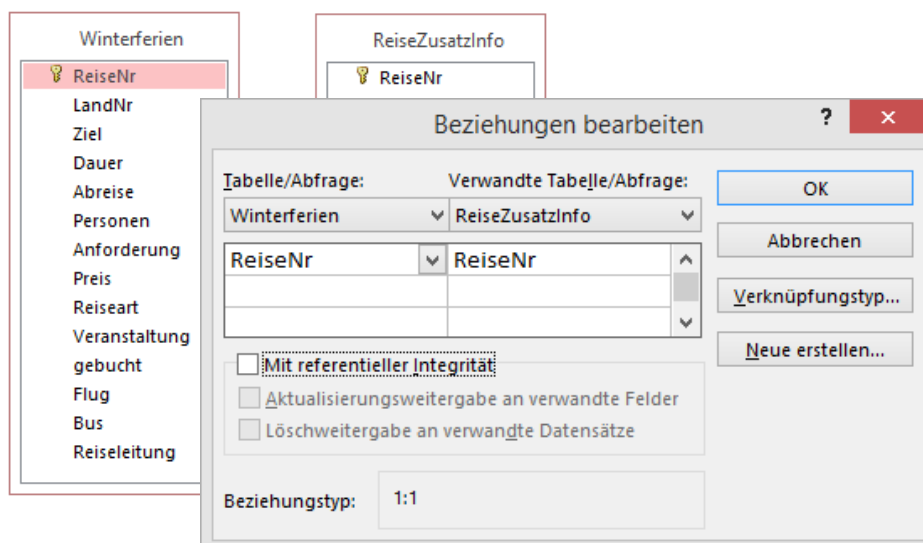 Winterferien
ReiseNr
LandNr
Ziel
Dauer
Abreise
Personen
Anforderung
Preis
Reiseart
Veranstaltung
gebucht
Flug
Bus
Reiseleitung
ReiseZusatzInfo
ReiseNr
Beziehungen bearbeiten ? ×
Tabelle/Abfrage: Verwandte Tabelle/Abfrage:
Winterferien ReiseZusatzInfo
ReiseNr ReiseNr
Mit referentieller Integrität
Aktualisierungsweitergabe an verwandte Felder
Löschweitergabe an verwandte Datensätze
Beziehungstyp: 1:1
OK
Abbrechen
Verknüpfungstyp...
Neue erstellen...